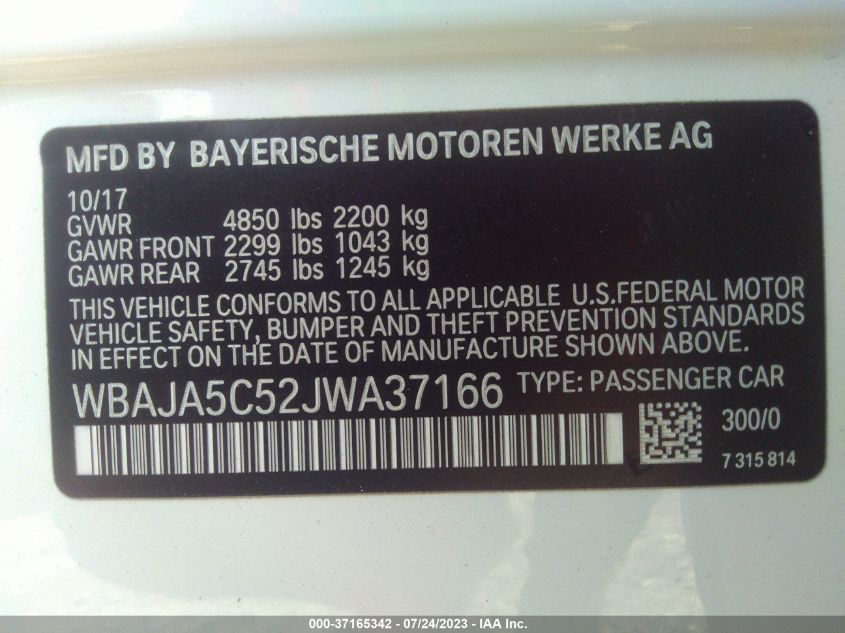 MFD BY BAYERISCHE MOTOREN WERKE AG
10/17
GVWR 4850 lbs 2200 kg
GAWR FRONT 2299 lbs 1043 kg
GAWR REAR 2745 lbs 1245 kg
THIS VEHICLE CONFORMS TO ALL APPLICABLE U.S.FEDERAL MOTOR
VEHICLE SAFETY, BUMPER AND THEFT PREVENTION STANDARDS
IN EFFECT ON THE DATE OF MANUFACTURE SHOWN ABOVE.
WBAJA5C52JWA37166 TYPE: PASSENGER CAR
300/0
7 315 814
000-37165342 - 07/24/2023 - IAA Inc.